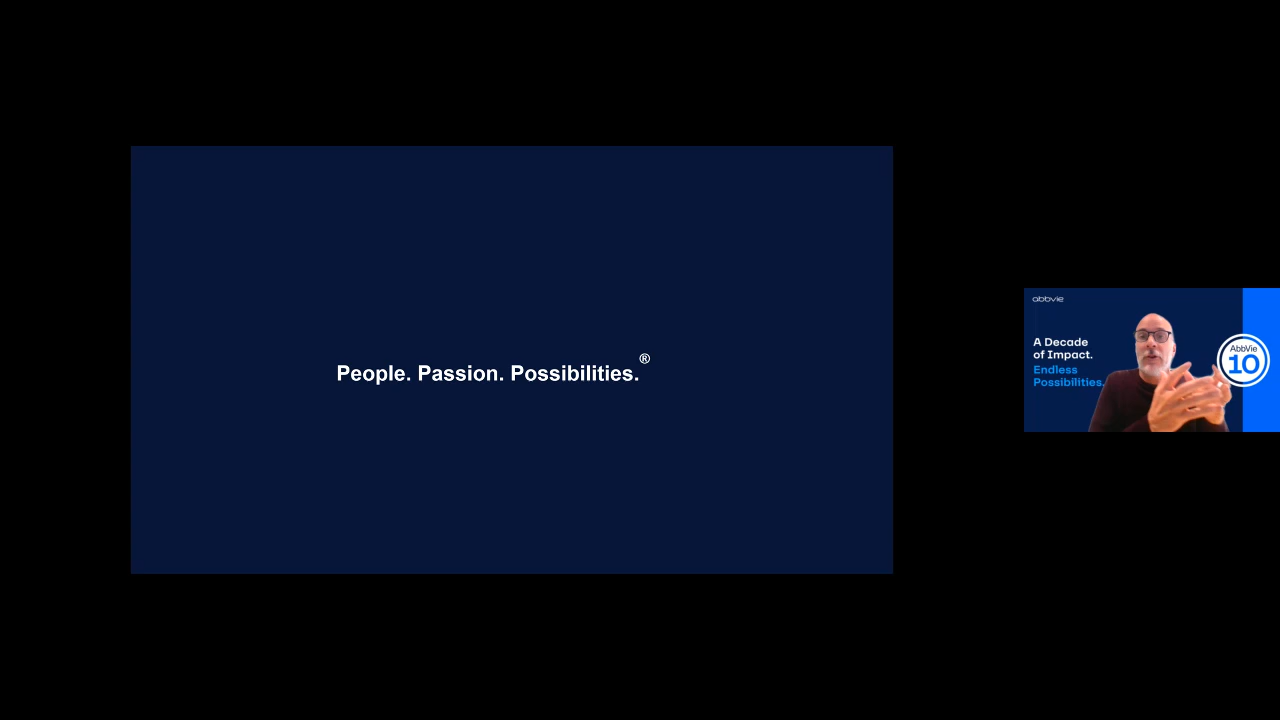 People. Passion. Possibilities.®
abbvie
A Decade
of Impact.
Endless
Possibilities.
AbbVie
10